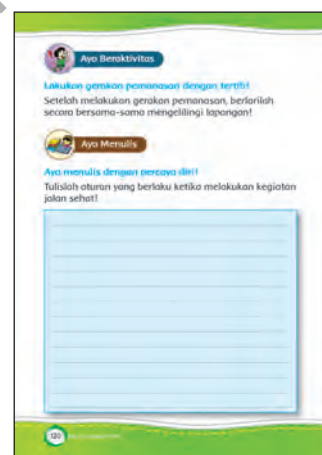 Ayo Beraktivitas
Lakukan gerakan pemanasan dengan tertib!
Setelah melakukan gerakan pemanasan, berlarilah
secara bersama-sama mengelilingi lapangan!
Ayo Menulis
Ayo menulis dengan percaya diri!
Tulislah aturan yang berlaku ketika melakukan kegiatan
jalan sehat!
120